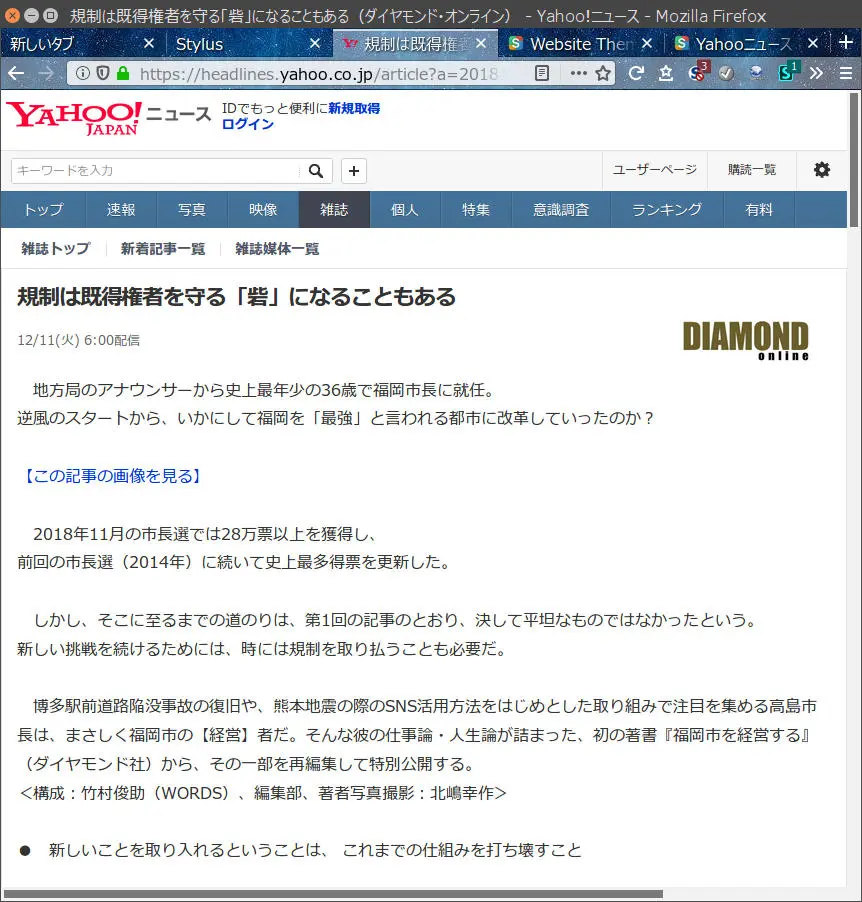 規制は既得権者を守る「砦」になることもある（ダイヤモンド・オンライン） - Yahoo!ニュース - Mozilla Firefox
新しいタブ
Stylus
規制は既得権者
Website Them
Yahooニュース
https://headlines.yahoo.co.jp/article?a=2018
3
1
YAHOO! JAPAN ニュース
IDでもっと便利に新規取得
ログイン
キーワードを入力
ユーザーページ
購読一覧
トップ 速報 写真 映像 雑誌 個人 特集 意識調査 ランキング 有料
雑誌トップ 新着記事一覧 雑誌媒体一覧
規制は既得権者を守る「砦」になることもある
12/11(火) 6:00配信
DIAMOND
online
地方局のアナウンサーから史上最年少の36歳で福岡市長に就任。
逆風のスタートから、いかにして福岡を「最強」と言われる都市に改革していったのか？
【この記事の画像を見る】
2018年11月の市長選では28万票以上を獲得し、
前回の市長選（2014年）に続いて史上最多得票を更新した。
しかし、そこに至るまでの道のりは、第1回の記事のとおり、決して平坦なものではなかったという。
新しい挑戦を続けるためには、時には規制を取り払うことも必要だ。
博多駅前道路陥没事故の復旧や、熊本地震の際のSNS活用方法をはじめとした取り組みで注目を集める高島市
長は、まさしく福岡市の【経営】者だ。そんな彼の仕事論・人生論が詰まった、初の著書『福岡市を経営する』
（ダイヤモンド社）から、その一部を再編集して特別公開する。
＜構成：竹村俊助（WORDS）、編集部、著者写真撮影：北嶋幸作＞
● 新しいことを取り入れるということは、 これまでの仕組みを打ち壊すこと